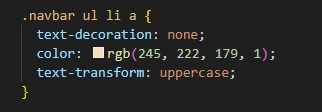 .navbar ul li a {
text-decoration: none;
color: rgb(245, 222, 179, 1);
text-transform: uppercase;
}